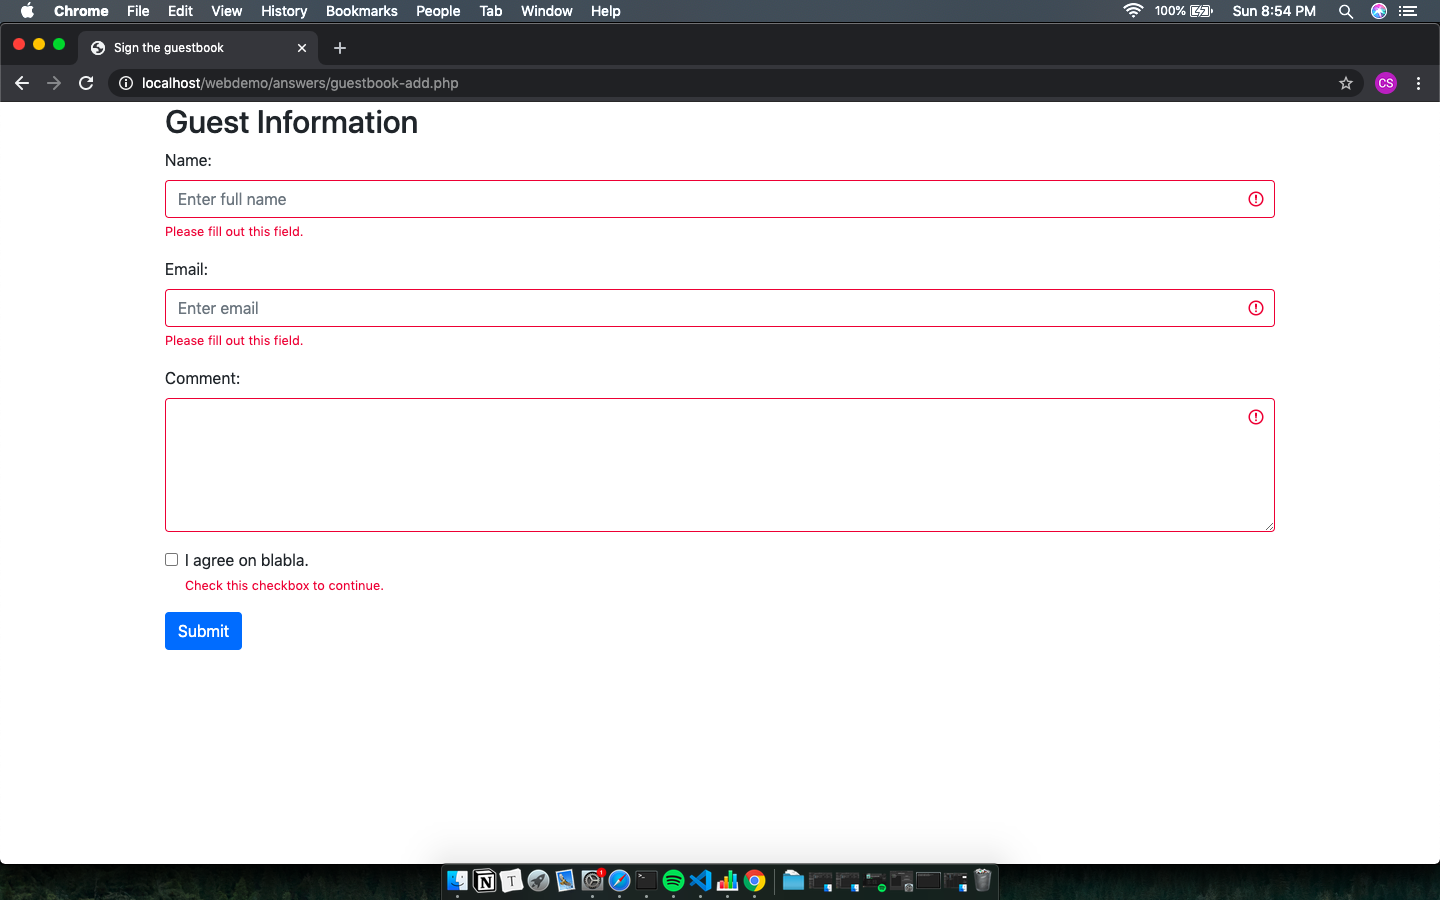 Chrome File Edit View History Bookmarks People Tab Window Help 100% Sun 8:54 PM
Sign the guestbook
localhost/webdemo/answers/guestbook-add.php CS
Guest Information
Name:
Enter full name
Please fill out this field.
Email:
Enter email
Please fill out this field.
Comment:
I agree on blabla.
Check this checkbox to continue.
Submit
N T 1